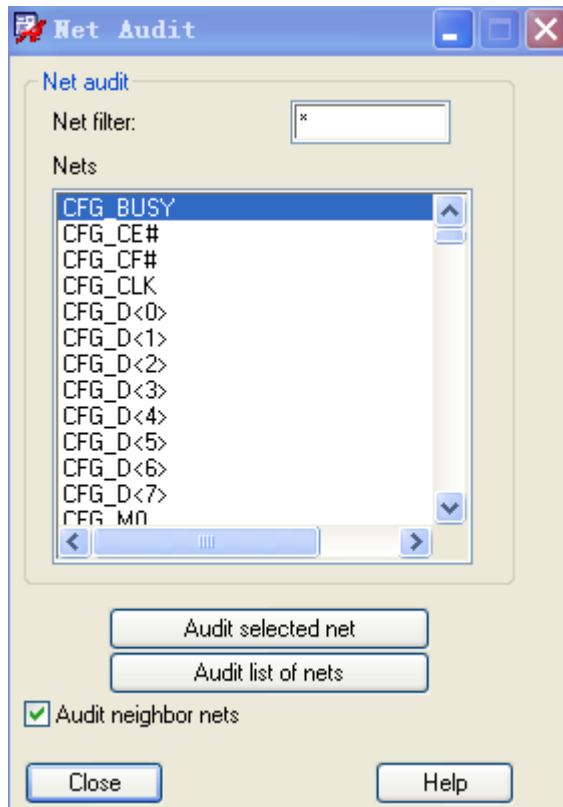 Net Audit
Net audit
Net filter: *
Nets
CFG_BUSY
CFG_CE#
CFG_CF#
CFG_CLK
CFG_D<0>
CFG_D<1>
CFG_D<2>
CFG_D<3>
CFG_D<4>
CFG_D<5>
CFG_D<6>
CFG_D<7>
CFG_M0
Audit selected net
Audit list of nets
Audit neighbor nets
Close Help